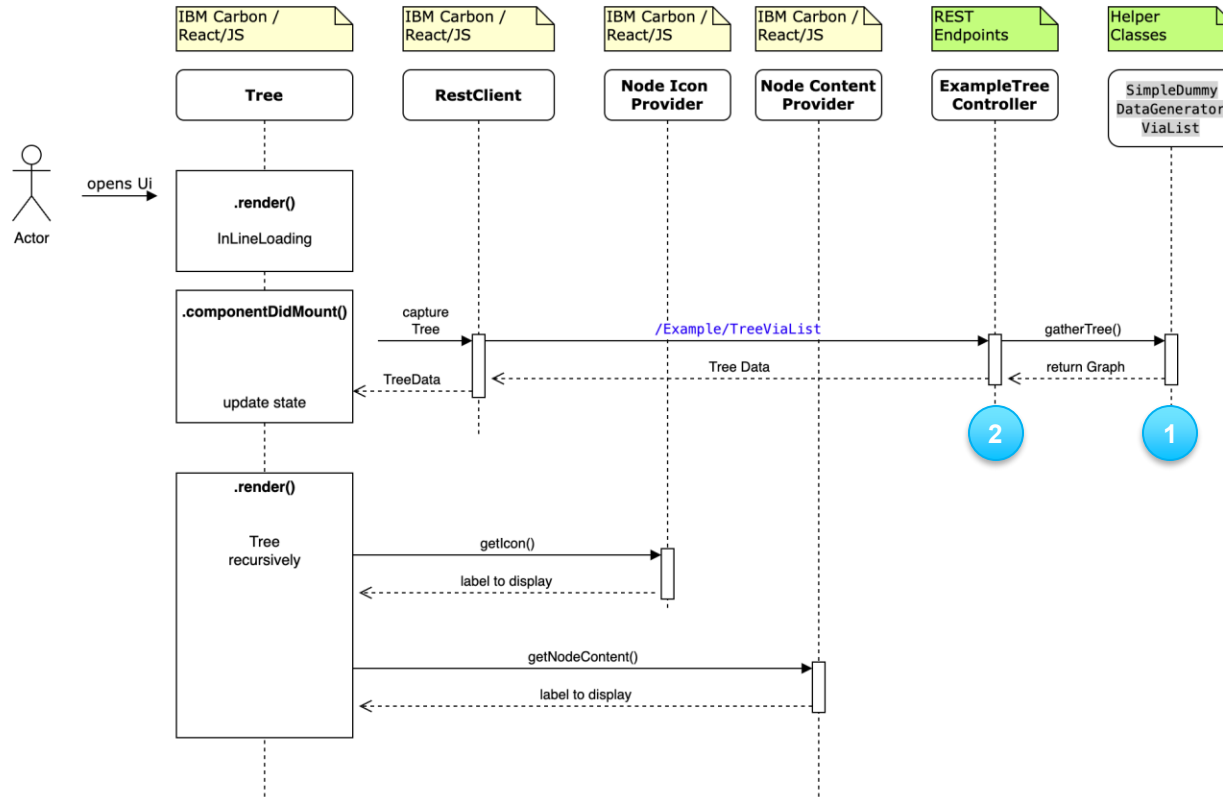 IBM Carbon /
React/JS
IBM Carbon /
React/JS
IBM Carbon /
React/JS
IBM Carbon /
React/JS
REST
Endpoints
Helper
Classes
Tree
RestClient
Node Icon
Provider
Node Content
Provider
ExampleTree
Controller
SimpleDummy
DataGenerator
ViaList
opens Ui
Actor
.render()
InLineLoading
.componentDidMount()
capture
Tree
/Example/TreeViaList
gatherTree()
TreeData
Tree Data
return Graph
update state
2
1
.render()
Tree
recursively
getIcon()
label to display
getNodeContent()
label to display